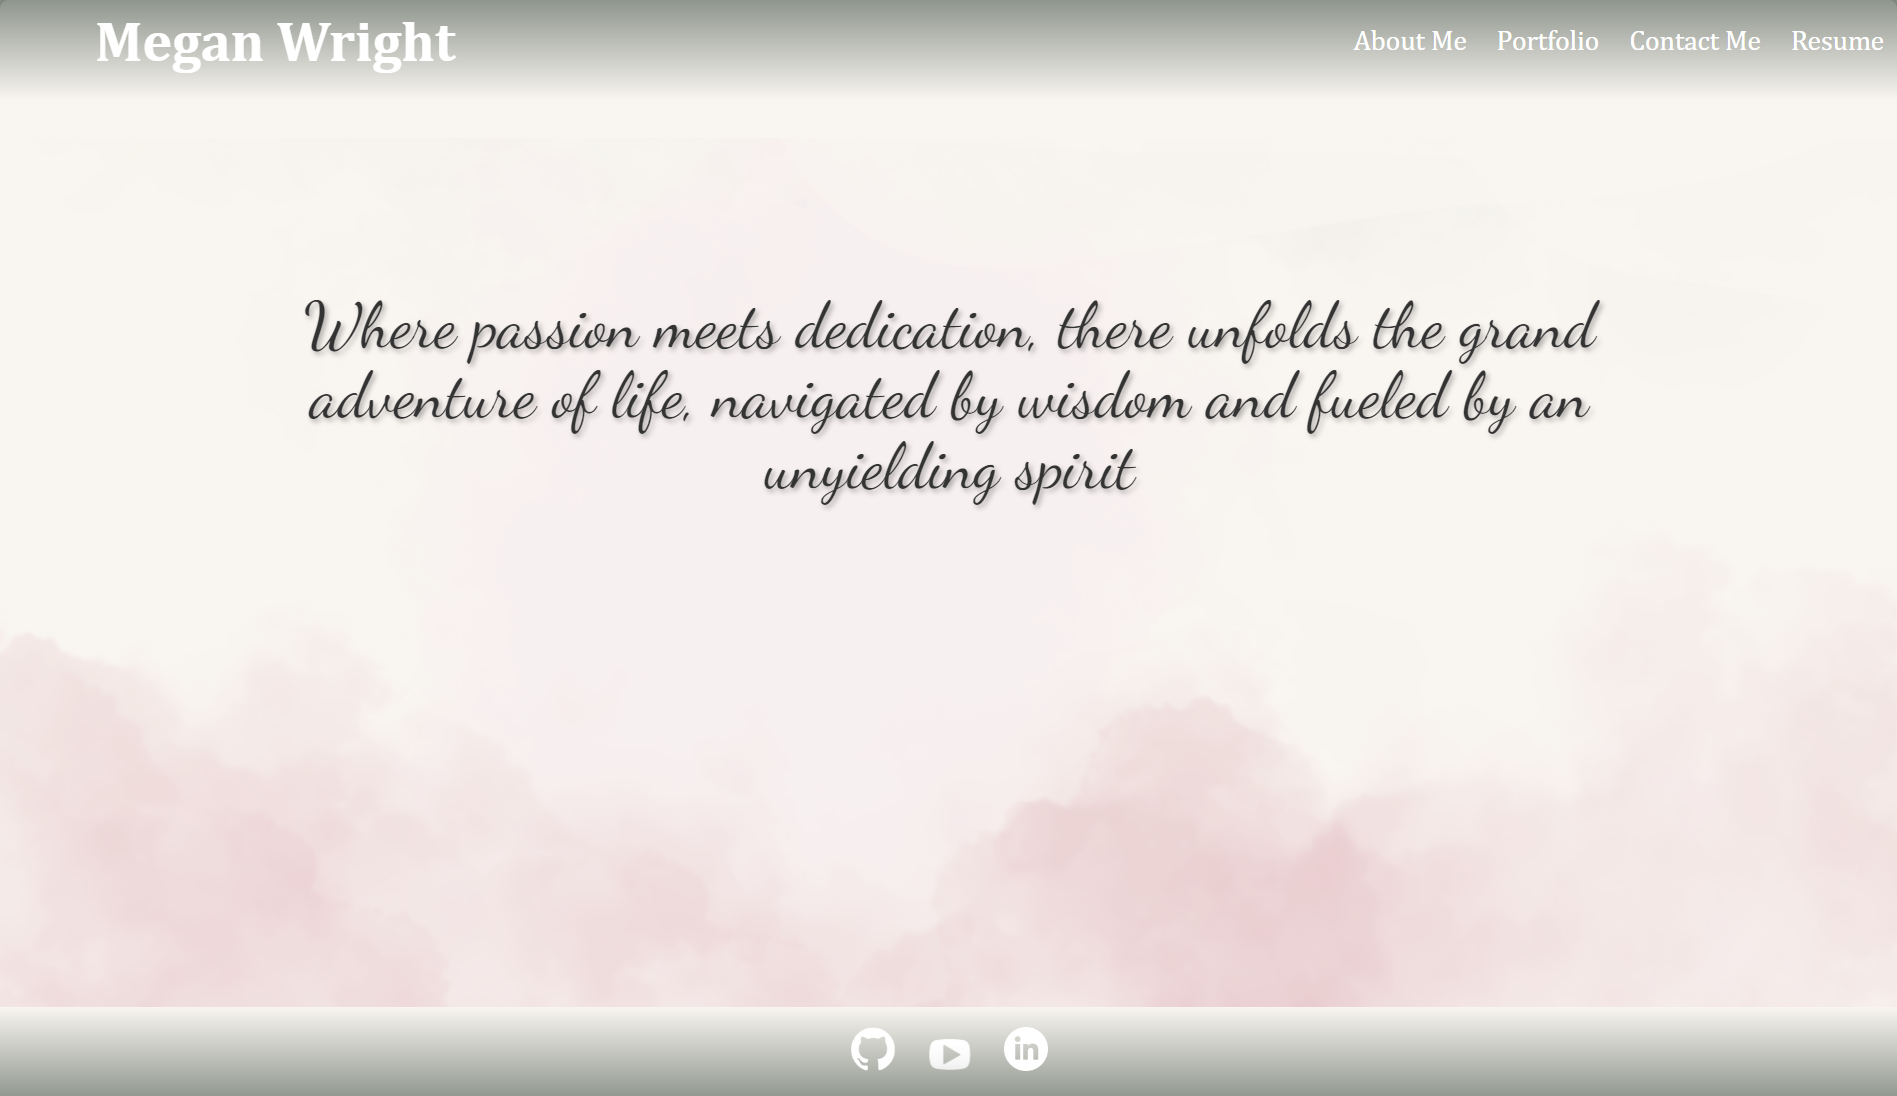 Megan Wright
About Me Portfolio Contact Me Resume
Where passion meets dedication, there unfolds the grand
adventure of life, navigated by wisdom and fueled by an
unyielding spirit
in